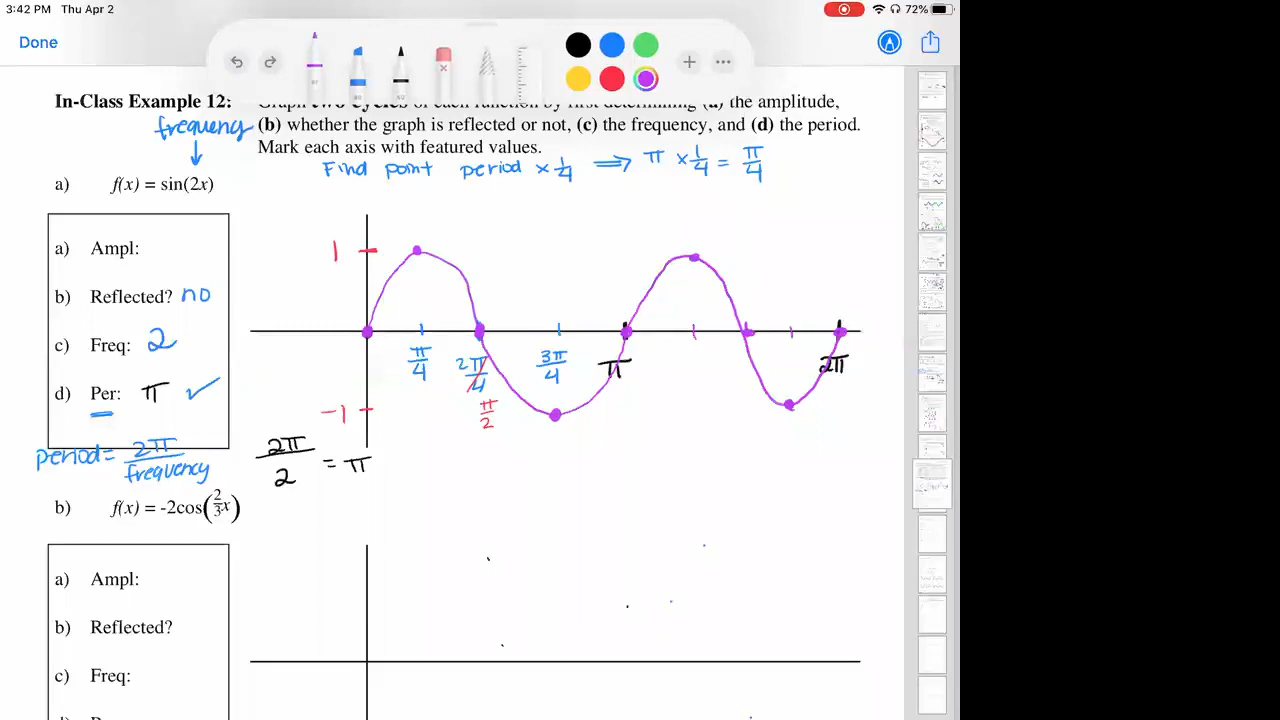 3:42 PM Thu Apr 2
72%
Done
In-Class Example 12: Graph two cycles of each function by first determining (a) the amplitude,
(b) whether the graph is reflected or not, (c) the frequency, and (d) the period.
Mark each axis with featured values.
frequency
Find point period × 1/4 ⟹ π × 1/4 = π/4
a) f(x) = sin(2x)
a) Ampl:
b) Reflected? no
c) Freq: 2
d) Per: π ✓
1
-1
π/4 2π/4 3π/4 π 2π
π/2
period = 2π/frequency
2π/2 = π
b) f(x) = -2cos(2/3 x)
a) Ampl:
b) Reflected?
c) Freq: